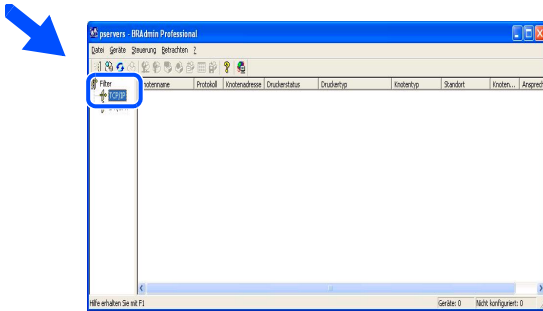 pservers - BRAdmin Professional
Datei Geräte Steuerung Betrachten ?
Filter
TCP/IP
Knotenname Protokoll Knotenadresse Druckerstatus Druckertyp Knotentyp Standort Knoten... Ansprech
Hilfe erhalten Sie mit F1 Geräte: 0 Nicht konfiguriert: 0